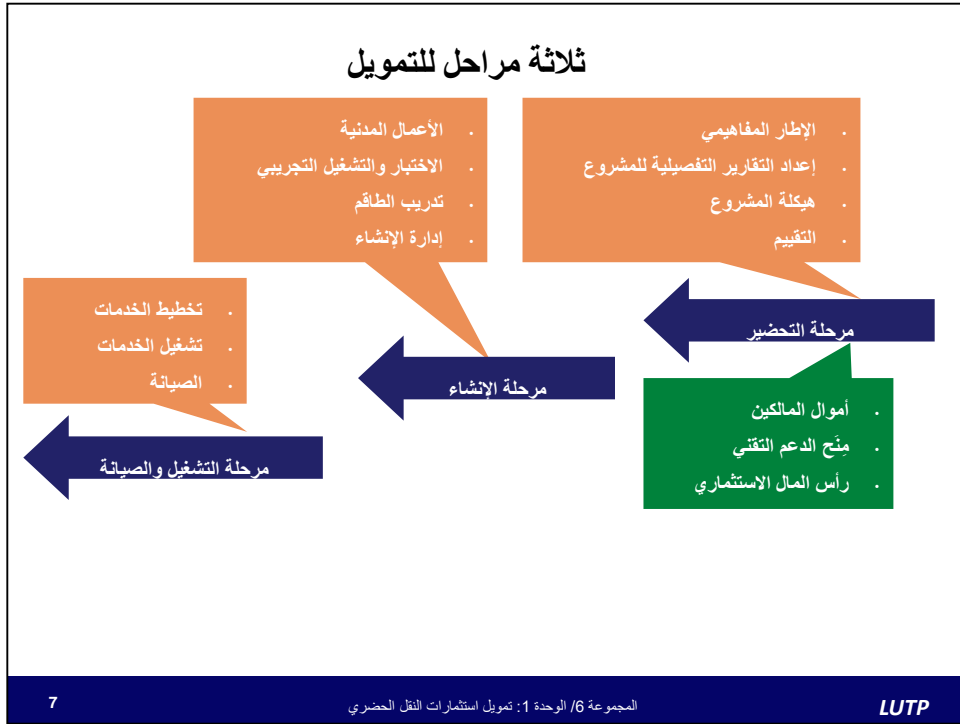 ثلاثة مراحل للتمويل
. الإطار المفاهيمي
. إعداد التقارير التفصيلية للمشروع
. هيكلة المشروع
. التقييم
مرحلة التحضير
. أموال المالكين
. مِنَح الدعم التقني
. رأس المال الاستثماري
. الأعمال المدنية
. الاختبار والتشغيل التجريبي
. تدريب الطاقم
. إدارة الإنشاء
مرحلة الإنشاء
. تخطيط الخدمات
. تشغيل الخدمات
. الصيانة
مرحلة التشغيل والصيانة
7
المجموعة 6/ الوحدة 1: تمويل استثمارات النقل الحضري
LUTP